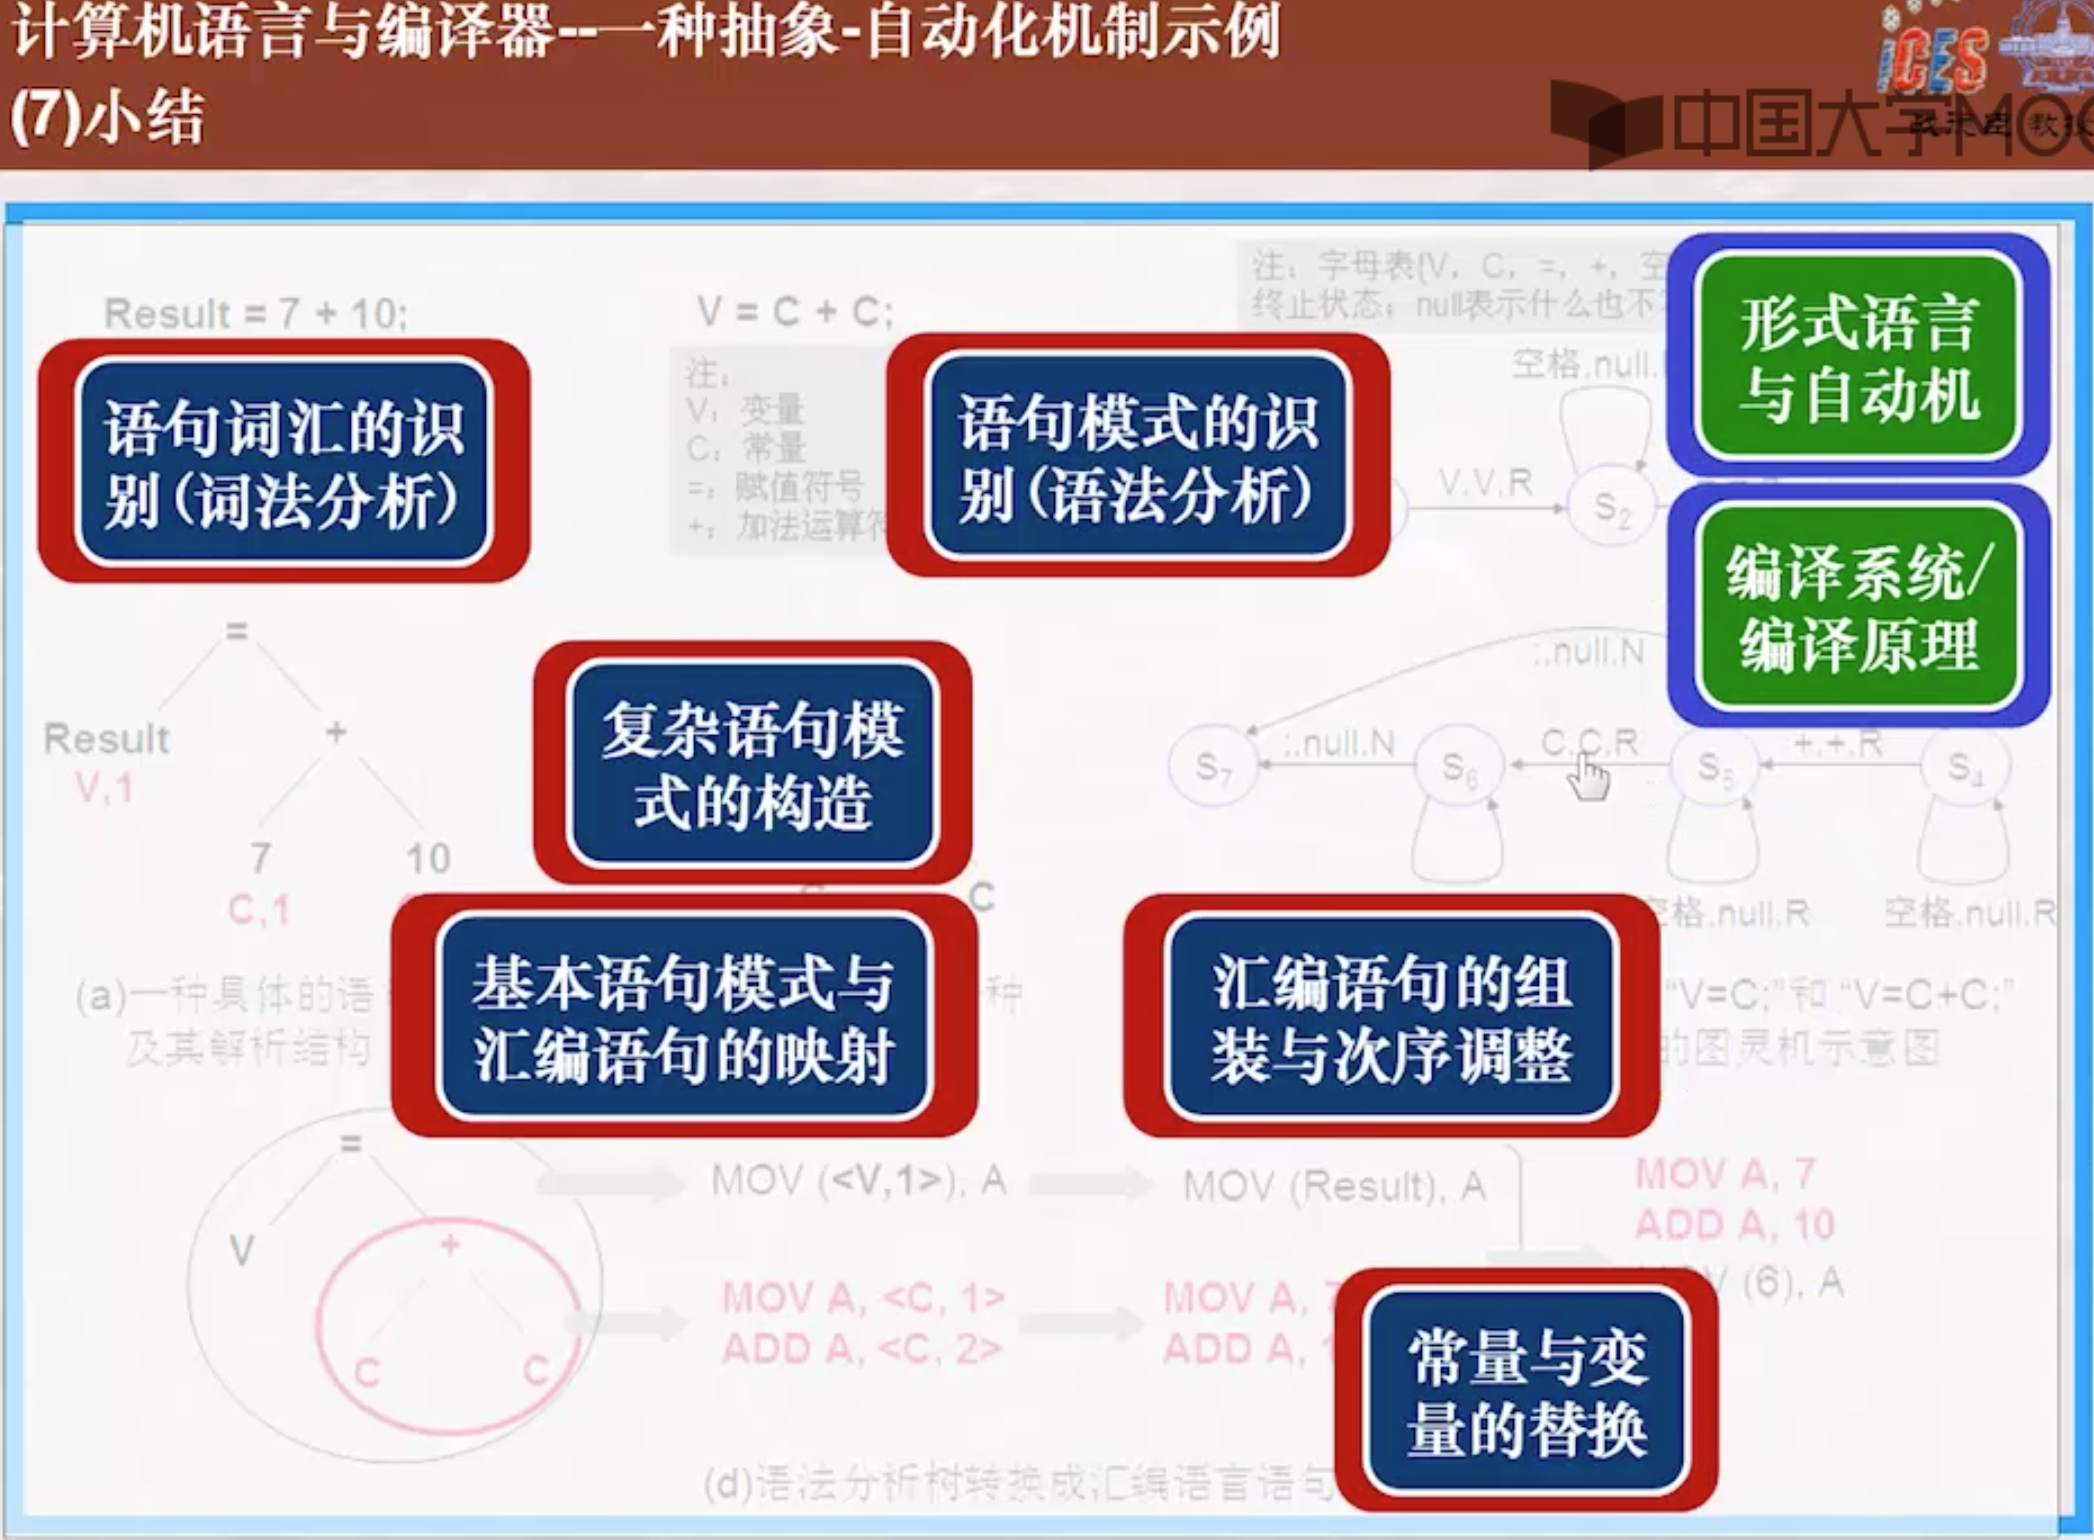 计算机语言与编译器--一种抽象-自动化机制示例
(7)小结
ICES
中国大学MOO
教授
Result = 7 + 10;
V = C + C;
注：字母表{V，C，=，+，空
终止状态；null表示什么也不
形式语言
与自动机
注：
V：变量
C：常量
=：赋值符号
+：加法运算符
空格.null.
语句词汇的识
别(词法分析)
语句模式的识
别(语法分析)
V.V.R
S2
编译系统/
编译原理
=
:.null.N
Result
V,1
+
复杂语句模
式的构造
S7
:.null.N
S6
C.C.R
S5
+.+.R
S4
7
10
C,1
C
空格.null.R
空格.null.R
(a)一种具体的语
及其解析结构
基本语句模式与
汇编语句的映射
种
汇编语句的组
装与次序调整
“V=C;”和 “V=C+C;”
的图灵机示意图
=
V
+
C
C
MOV (<V,1>), A
MOV (Result), A
MOV A, 7
ADD A, 10
(6), A
MOV A, <C, 1>
ADD A, <C, 2>
MOV A, 7
ADD A, 1
常量与变
量的替换
(d)语法分析树转换成汇编语言语句